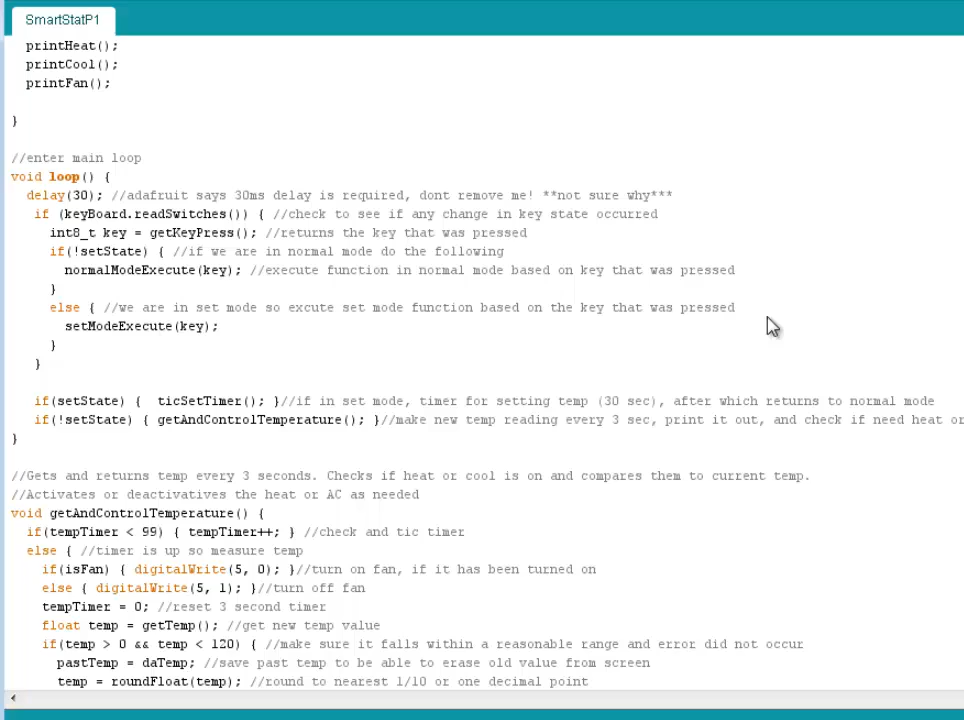 SmartStatP1
printHeat();
printCool();
printFan();
}
//enter main loop
void loop() {
delay(30); //adafruit says 30ms delay is required, dont remove me! **not sure why***
if (keyBoard.readSwitches()) { //check to see if any change in key state occurred
int8_t key = getKeyPress(); //returns the key that was pressed
if(!setState) { //if we are in normal mode do the following
normalModeExecute(key); //execute function in normal mode based on key that was pressed
}
else { //we are in set mode so excute set mode function based on the key that was pressed
setModeExecute(key);
}
}
if(setState) {  ticSetTimer(); }//if in set mode, timer for setting temp (30 sec), after which returns to normal mode
if(!setState) { getAndControlTemperature(); }//make new temp reading every 3 sec, print it out, and check if need heat or
}
//Gets and returns temp every 3 seconds. Checks if heat or cool is on and compares them to current temp.
//Activates or deactivatives the heat or AC as needed
void getAndControlTemperature() {
if(tempTimer < 99) { tempTimer++; } //check and tic timer
else { //timer is up so measure temp
if(isFan) { digitalWrite(5, 0); }//turn on fan, if it has been turned on
else { digitalWrite(5, 1); }//turn off fan
tempTimer = 0; //reset 3 second timer
float temp = getTemp(); //get new temp value
if(temp > 0 && temp < 120) { //make sure it falls within a reasonable range and error did not occur
pastTemp = daTemp; //save past temp to be able to erase old value from screen
temp = roundFloat(temp); //round to nearest 1/10 or one decimal point